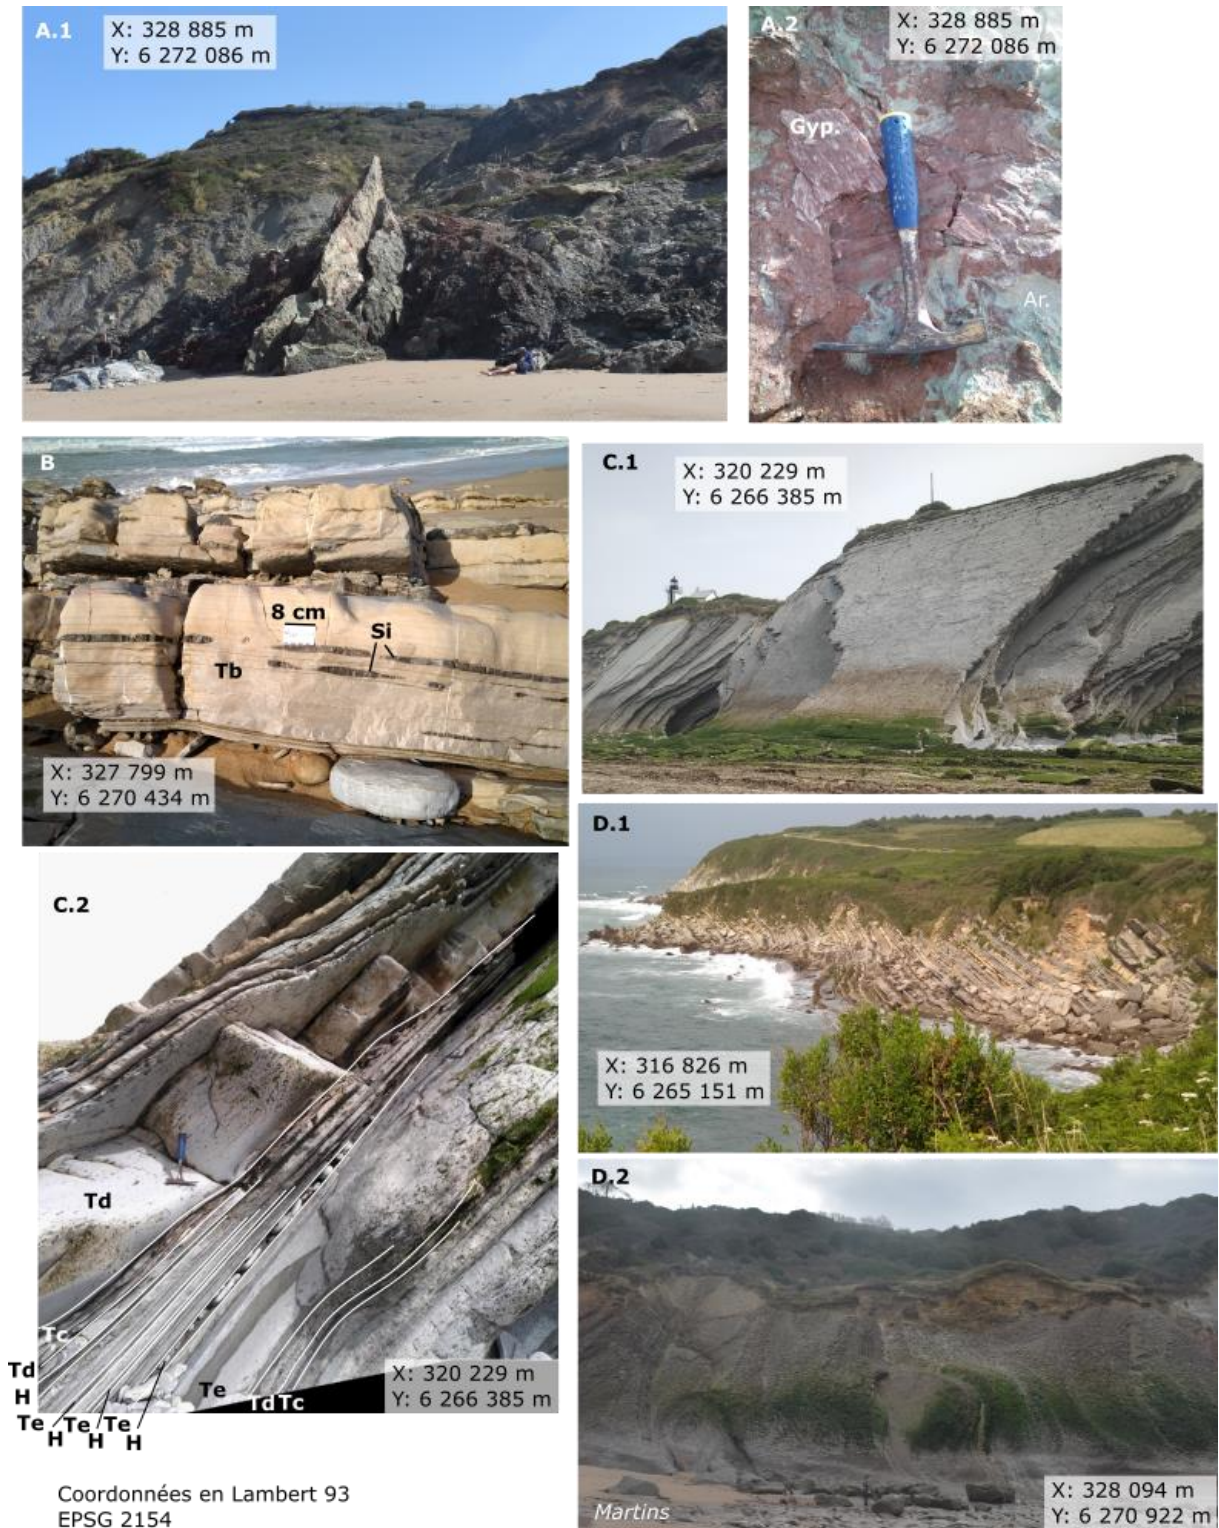 A.1
X: 328 885 m
Y: 6 272 086 m
A.2
X: 328 885 m
Y: 6 272 086 m
Gyp.
Ar.
B
8 cm
Si
Tb
X: 327 799 m
Y: 6 270 434 m
C.1
X: 320 229 m
Y: 6 266 385 m
C.2
Td
Tc
Td
H
Te
H
Te
H
Te
H
Te
Td Tc
X: 320 229 m
Y: 6 266 385 m
D.1
X: 316 826 m
Y: 6 265 151 m
D.2
Martins
X: 328 094 m
Y: 6 270 922 m
Coordonnées en Lambert 93
EPSG 2154